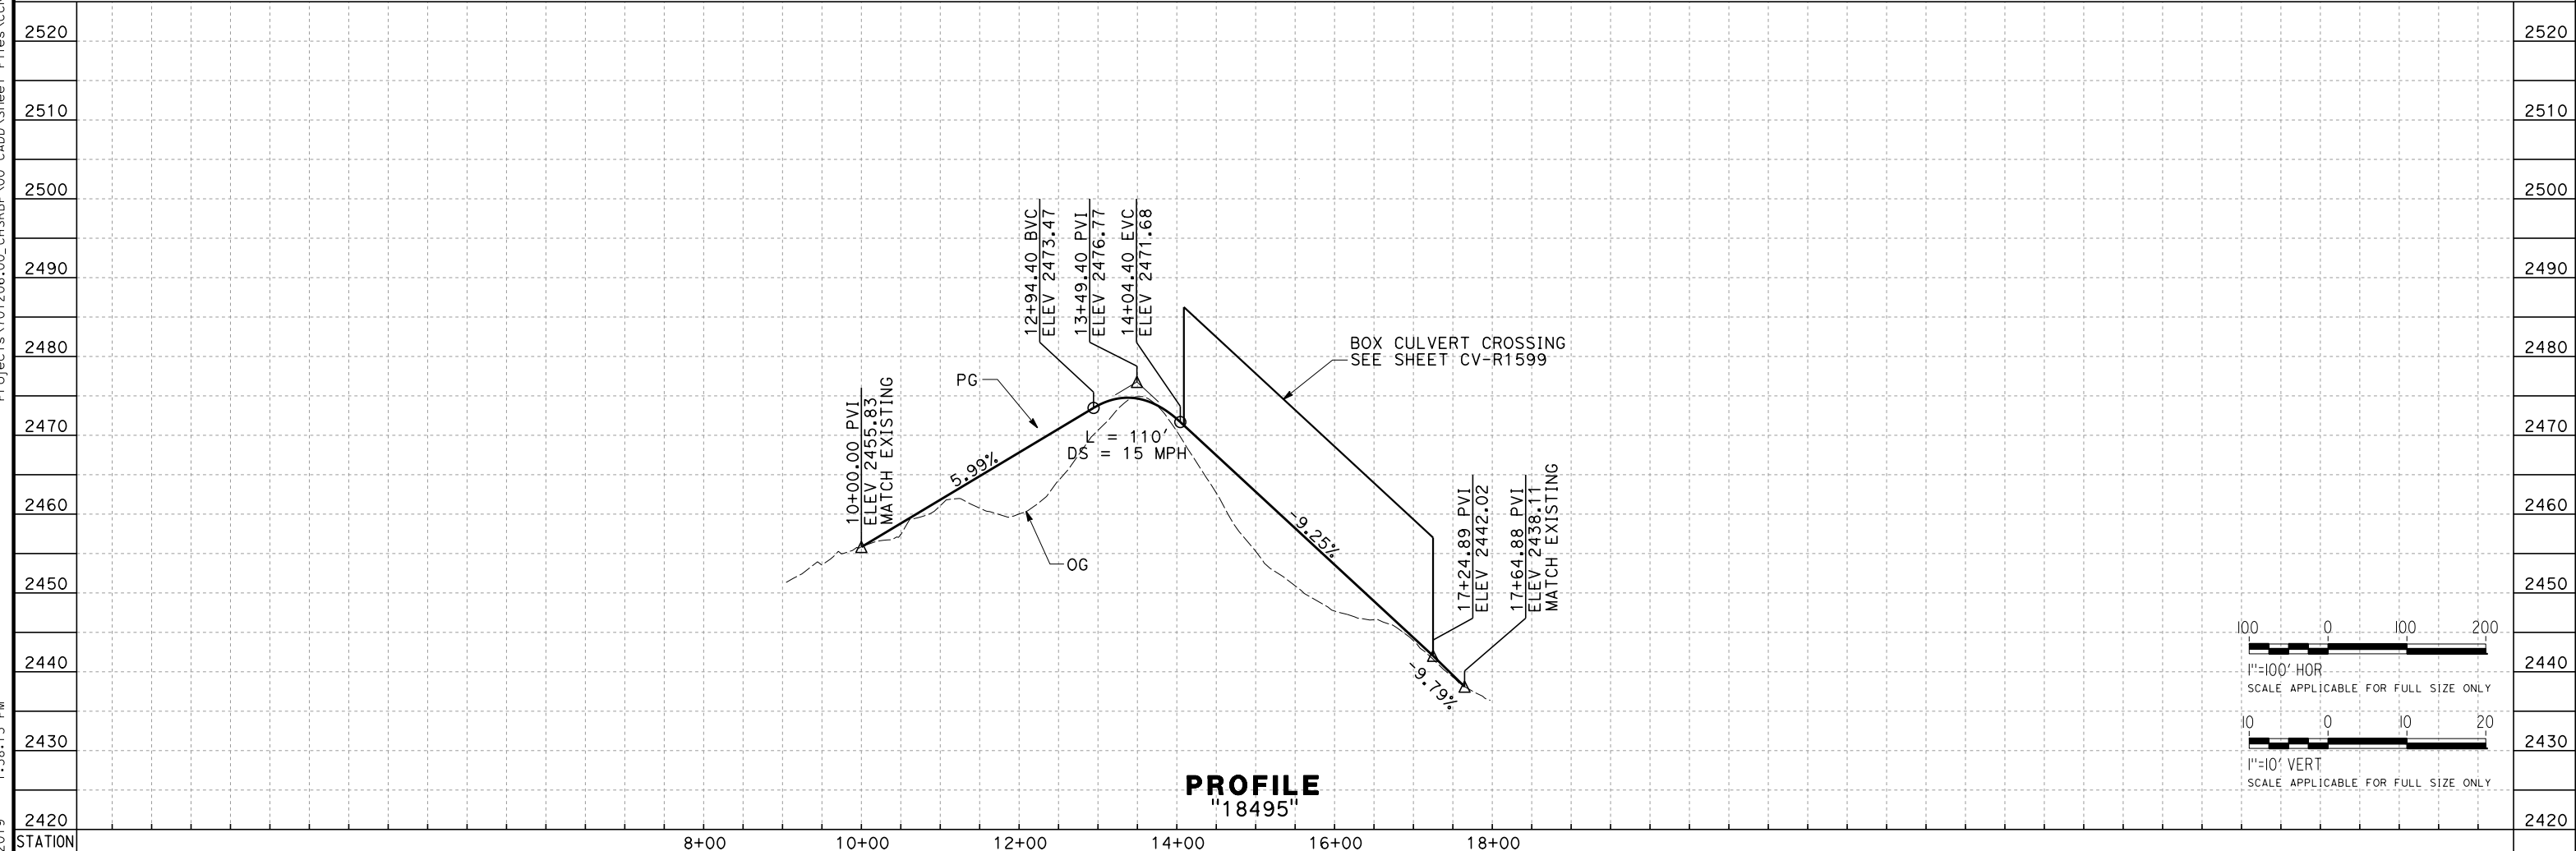 2520
2510
2500
2490
2480
2470
2460
2450
2440
2430
2420
STATION
2520
2510
2500
2490
2480
2470
2460
2450
2440
2430
2420
12+94.40 BVC
ELEV 2473.47
13+49.40 PVI
ELEV 2476.77
14+04.40 EVC
ELEV 2471.68
BOX CULVERT CROSSING
SEE SHEET CV-R1599
PG
10+00.00 PVI
ELEV 2455.83
MATCH EXISTING
5.99%
L = 110'
DS = 15 MPH
OG
-9.25%
17+24.89 PVI
ELEV 2442.02
17+64.88 PVI
ELEV 2438.11
MATCH EXISTING
-9.79%
100 0 100 200
1"=100' HOR
SCALE APPLICABLE FOR FULL SIZE ONLY
10 0 10 20
1"=10' VERT
SCALE APPLICABLE FOR FULL SIZE ONLY
PROFILE
"18495"
8+00 10+00 12+00 14+00 16+00 18+00